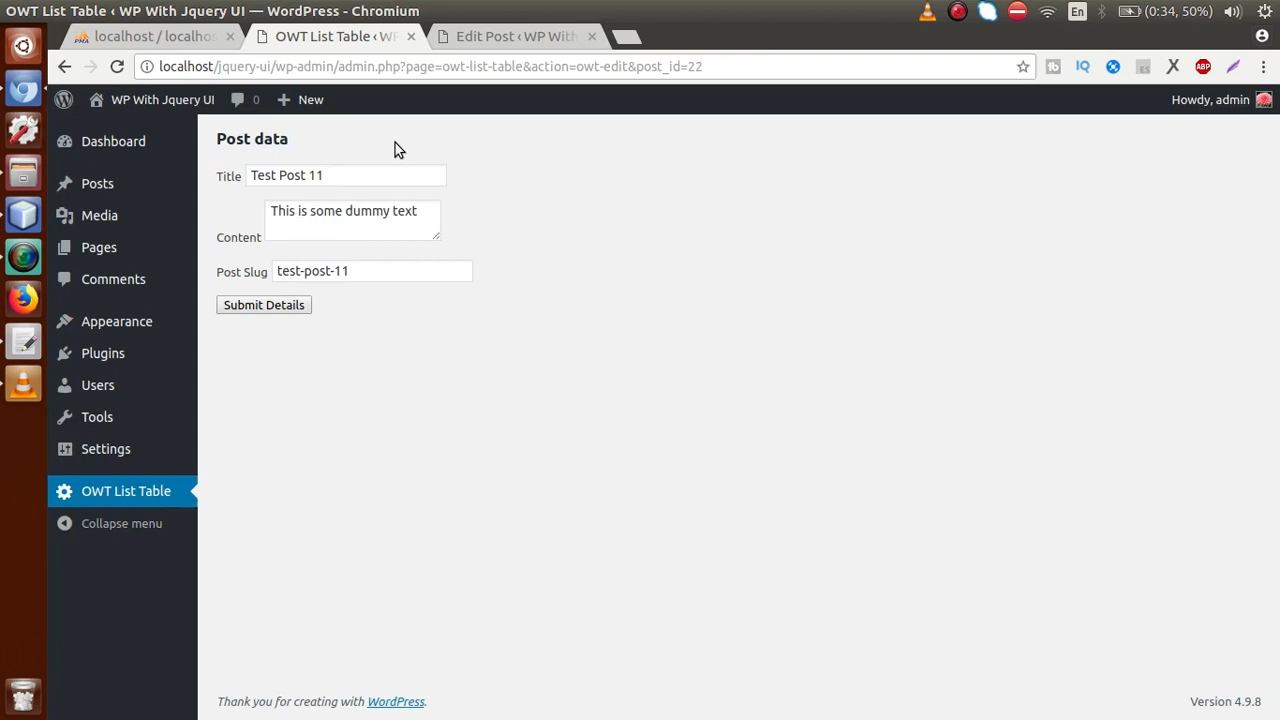 OWT List Table ‹ WP With Jquery UI — WordPress - Chromium
En
(0:34, 50%)
localhost / localhos
OWT List Table ‹ WP
Edit Post ‹ WP With
localhost/jquery-ui/wp-admin/admin.php?page=owt-list-table&action=owt-edit&post_id=22
ABP
WP With Jquery UI
0
New
Howdy, admin
Dashboard
Posts
Media
Pages
Comments
Appearance
Plugins
Users
Tools
Settings
OWT List Table
Collapse menu
Post data
Title
Test Post 11
Content
This is some dummy text
Post Slug
test-post-11
Submit Details
Thank you for creating with WordPress.
Version 4.9.8